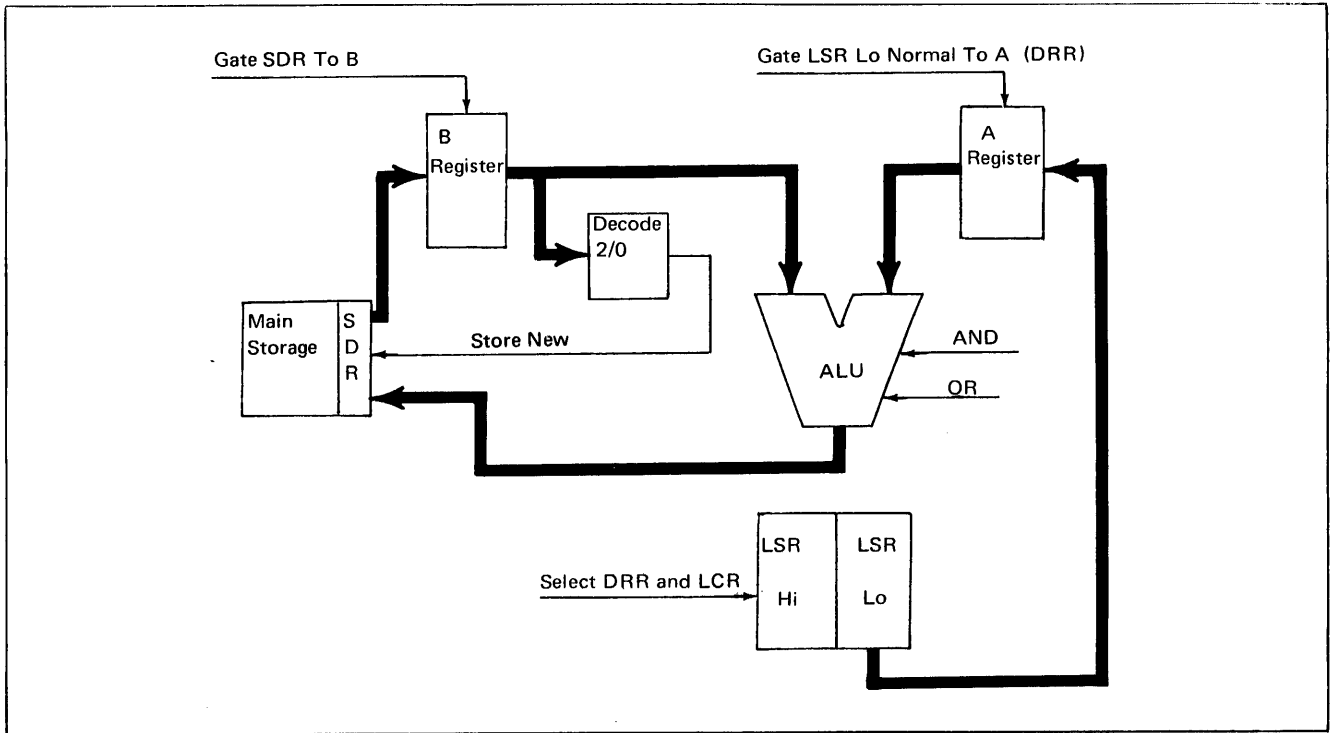 Gate SDR To B
Gate LSR Lo Normal To A (DRR)
B
Register
A
Register
Decode
2/0
Main
Storage
S
D
R
Store New
AND
OR
ALU
LSR
Hi
LSR
Lo
Select DRR and LCR